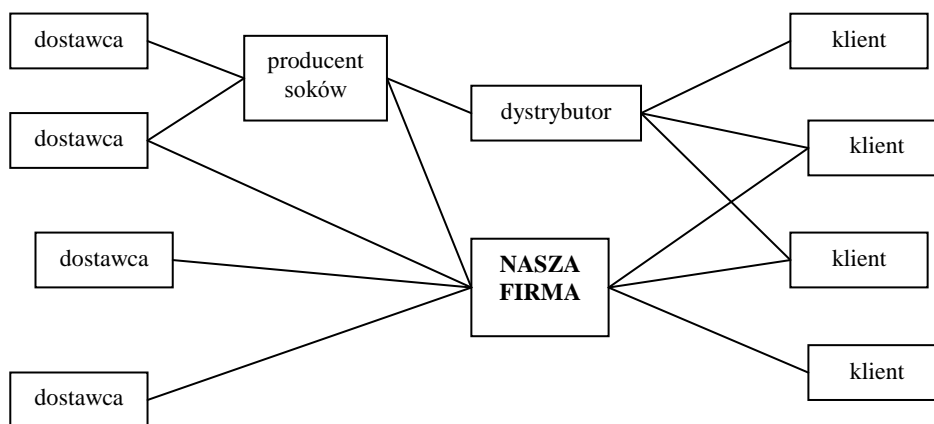 dostawca
klient
producent
soków
dystrybutor
dostawca
klient
dostawca
NASZA
FIRMA
klient
dostawca
klient